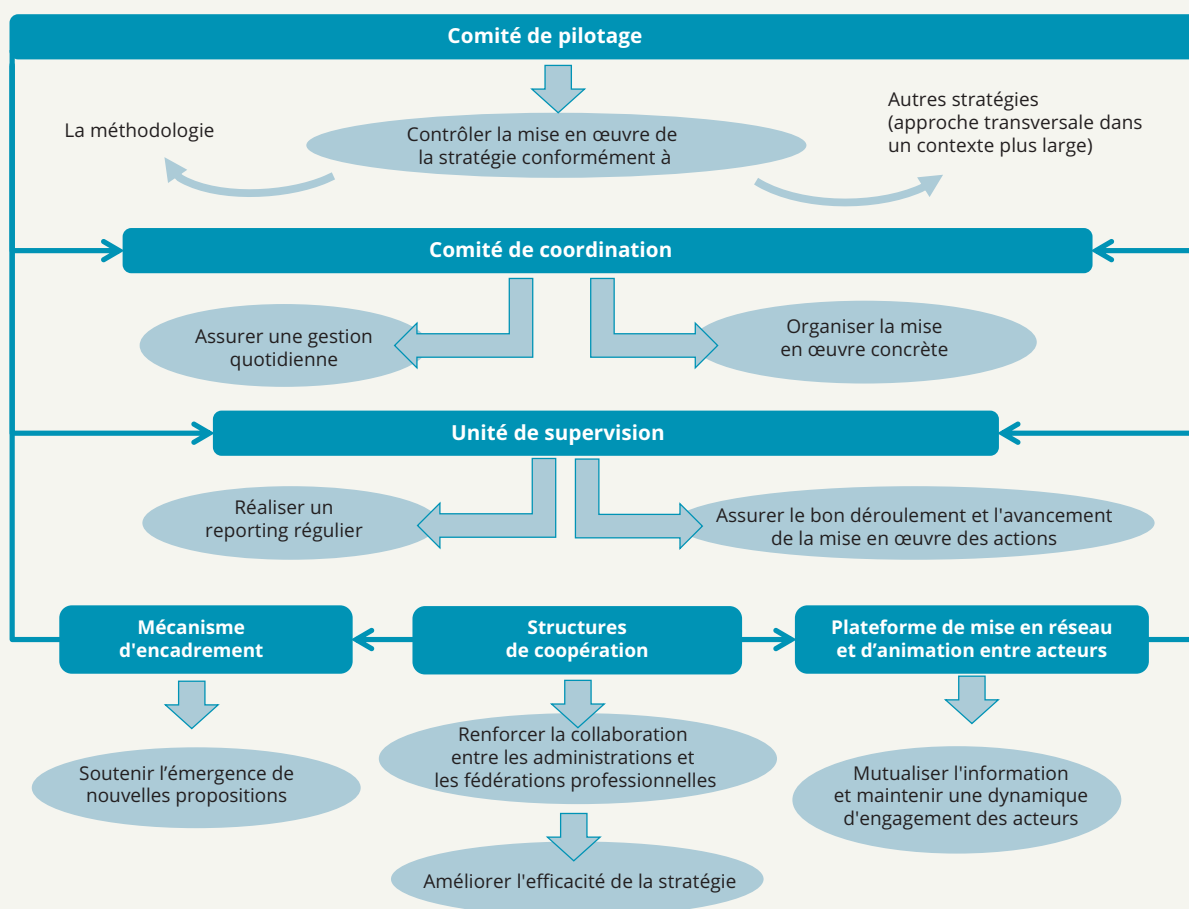 Comité de pilotage
La méthodologie
Contrôler la mise en œuvre de
la stratégie conformément à
Autres stratégies
(approche transversale dans
un contexte plus large)
Comité de coordination
Assurer une gestion
quotidienne
Organiser la mise
en œuvre concrète
Unité de supervision
Réaliser un
reporting régulier
Assurer le bon déroulement et l'avancement
de la mise en œuvre des actions
Mécanisme
d'encadrement
Structures
de coopération
Plateforme de mise en réseau
et d’animation entre acteurs
Soutenir l’émergence de
nouvelles propositions
Renforcer la collaboration
entre les administrations et
les fédérations professionnelles
Mutualiser l'information
et maintenir une dynamique
d'engagement des acteurs
Améliorer l'efficacité de la stratégie